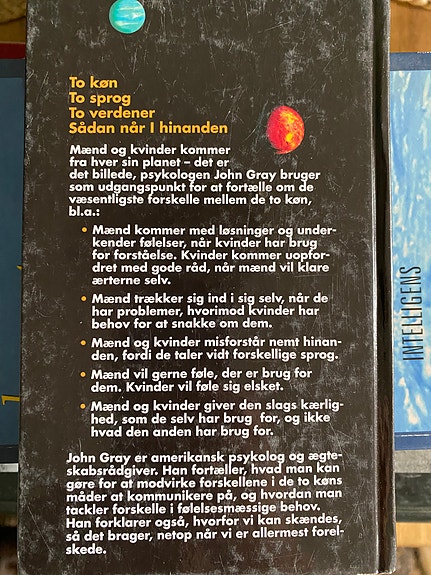 To køn
To sprog
To verdener
Sådan når I hinanden
Mænd og kvinder kommer
fra hver sin planet – det er
det billede, psykologen John Gray bruger
som udgangspunkt for at fortælle om de
væsentligste forskelle mellem de to køn,
bl.a.:
• Mænd kommer med løsninger og under-
kender følelser, når kvinder har brug
for forståelse. Kvinder kommer uopfor-
dret med gode råd, når mænd vil klare
ærterne selv.
• Mænd trækker sig ind i sig selv, når de
har problemer, hvorimod kvinder har
behov for at snakke om dem.
• Mænd og kvinder misforstår nemt hinan-
den, fordi de taler vidt forskellige sprog.
• Mænd vil gerne føle, der er brug for
dem. Kvinder vil føle sig elsket.
• Mænd og kvinder giver den slags kærlig-
hed, som de selv har brug for, og ikke
hvad den anden har brug for.
John Gray er amerikansk psykolog og ægte-
skabsrådgiver. Han fortæller, hvad man kan
gøre for at modvirke forskellene i de to køns
måder at kommunikere på, og hvordan man
tackler forskelle i følelsesmæssige behov.
Han forklarer også, hvorfor vi kan skændes,
så det brager, netop når vi er allermest forel-
skede.
INTELLIGENS